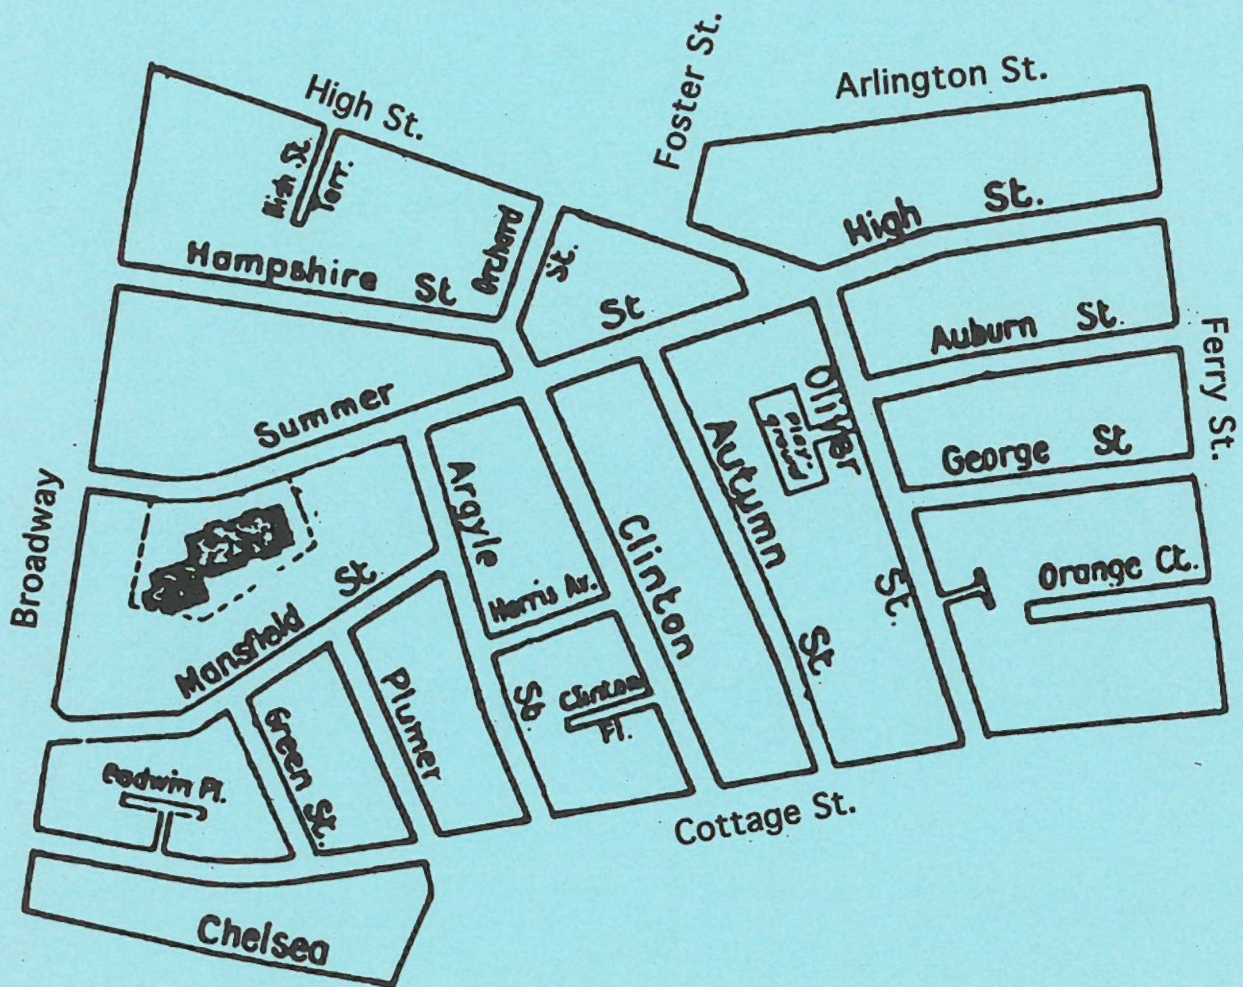 Foster St.
Arlington St.
High St.
High St.
Terr.
Orchard
St.
High St.
Hampshire St
St
Auburn St.
Ferry St.
Summer
Oliver
Play-
ground
Autumn
George St
Broadway
Argyle
Clinton
St.
Orange Ct.
Harris Av.
Mansfield St
St.
Plumer
St.
Clinton
Pl.
Green St.
Pl.
Cottage St.
Chelsea